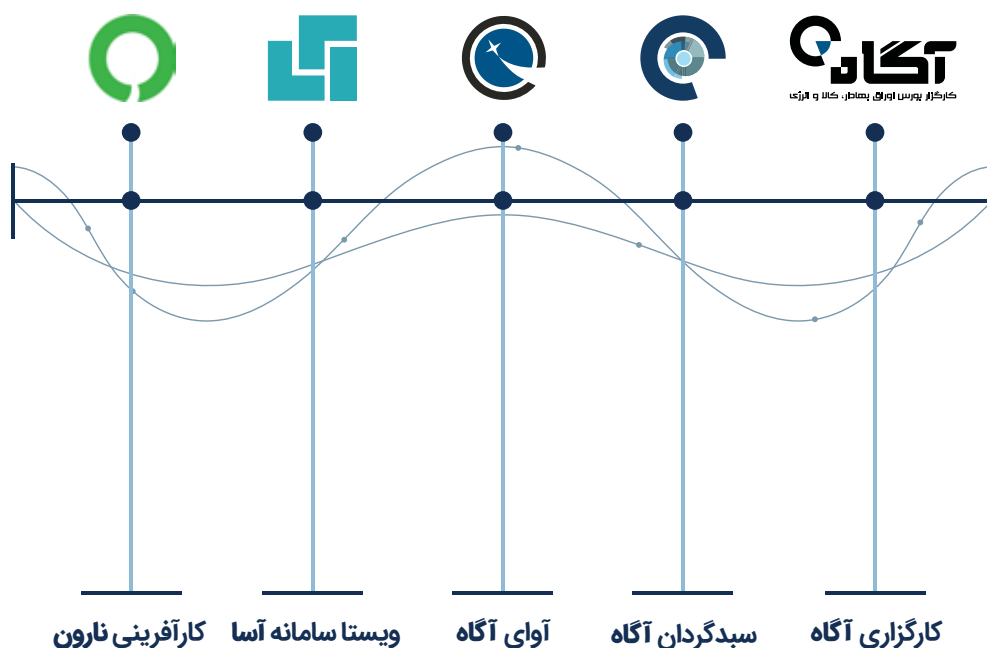 آگاه
کارگزار بورس اوراق بهادار، کالا و انرژی
کارگزاری آگاه
سبدگردان آگاه
آوای آگاه
ویستا سامانه آسا
کارآفرینی نارون